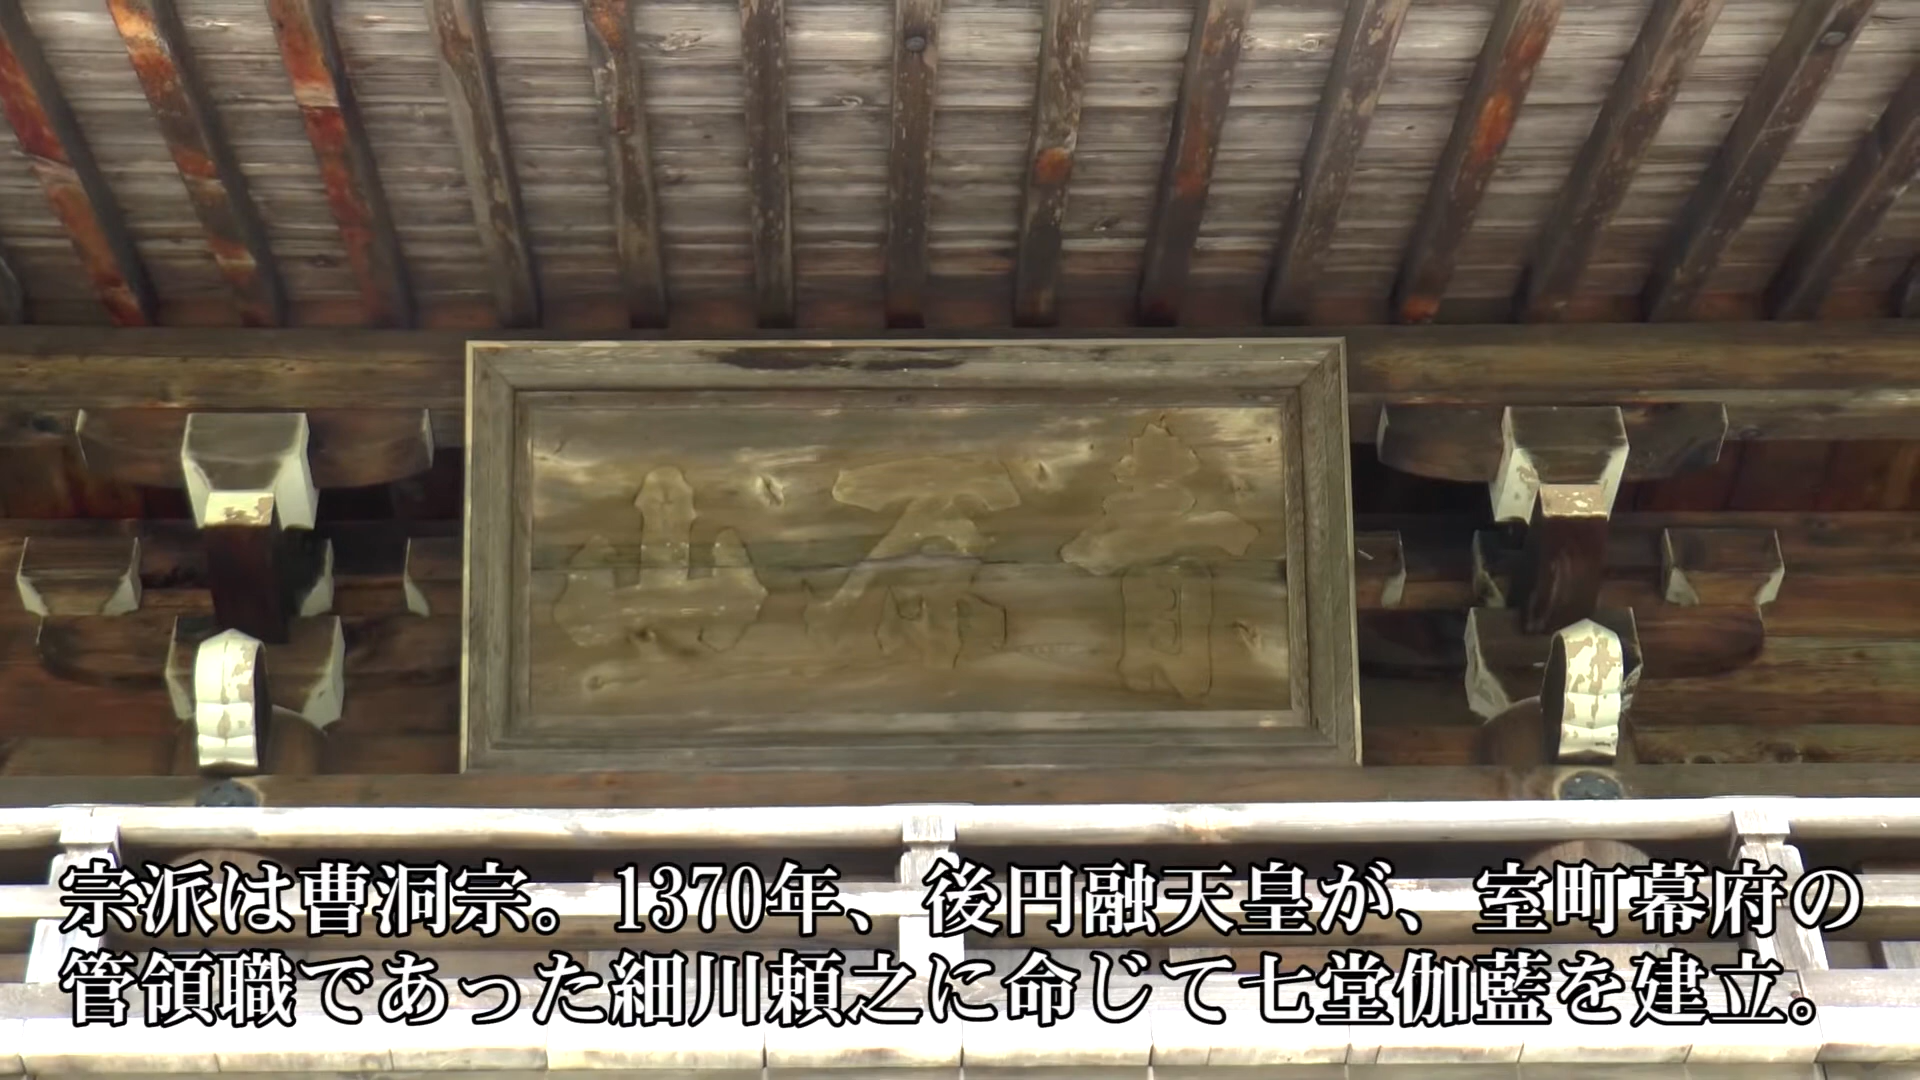 宗派は曹洞宗。1370年、後円融天皇が、室町幕府の
管領職であった細川頼之に命じて七堂伽藍を建立。